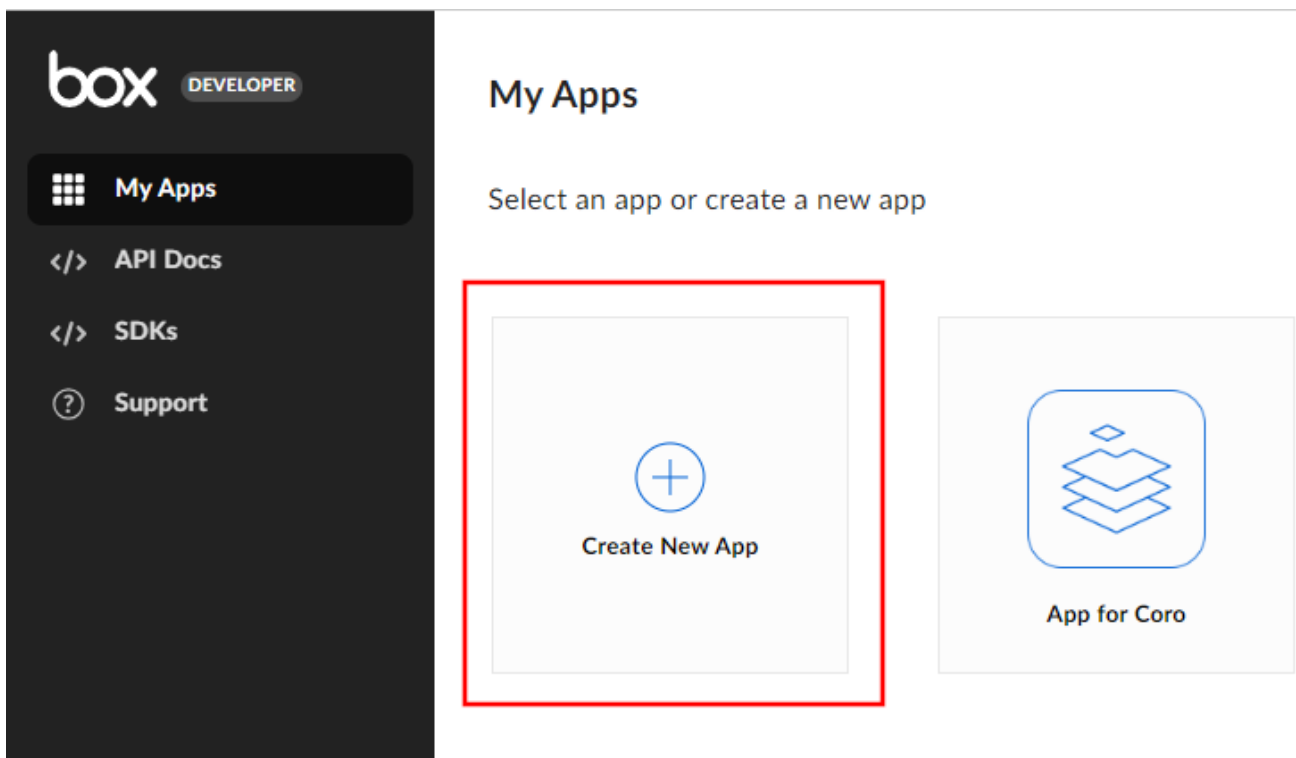 box DEVELOPER
My Apps
API Docs
SDKs
Support
My Apps
Select an app or create a new app
Create New App
App for Coro